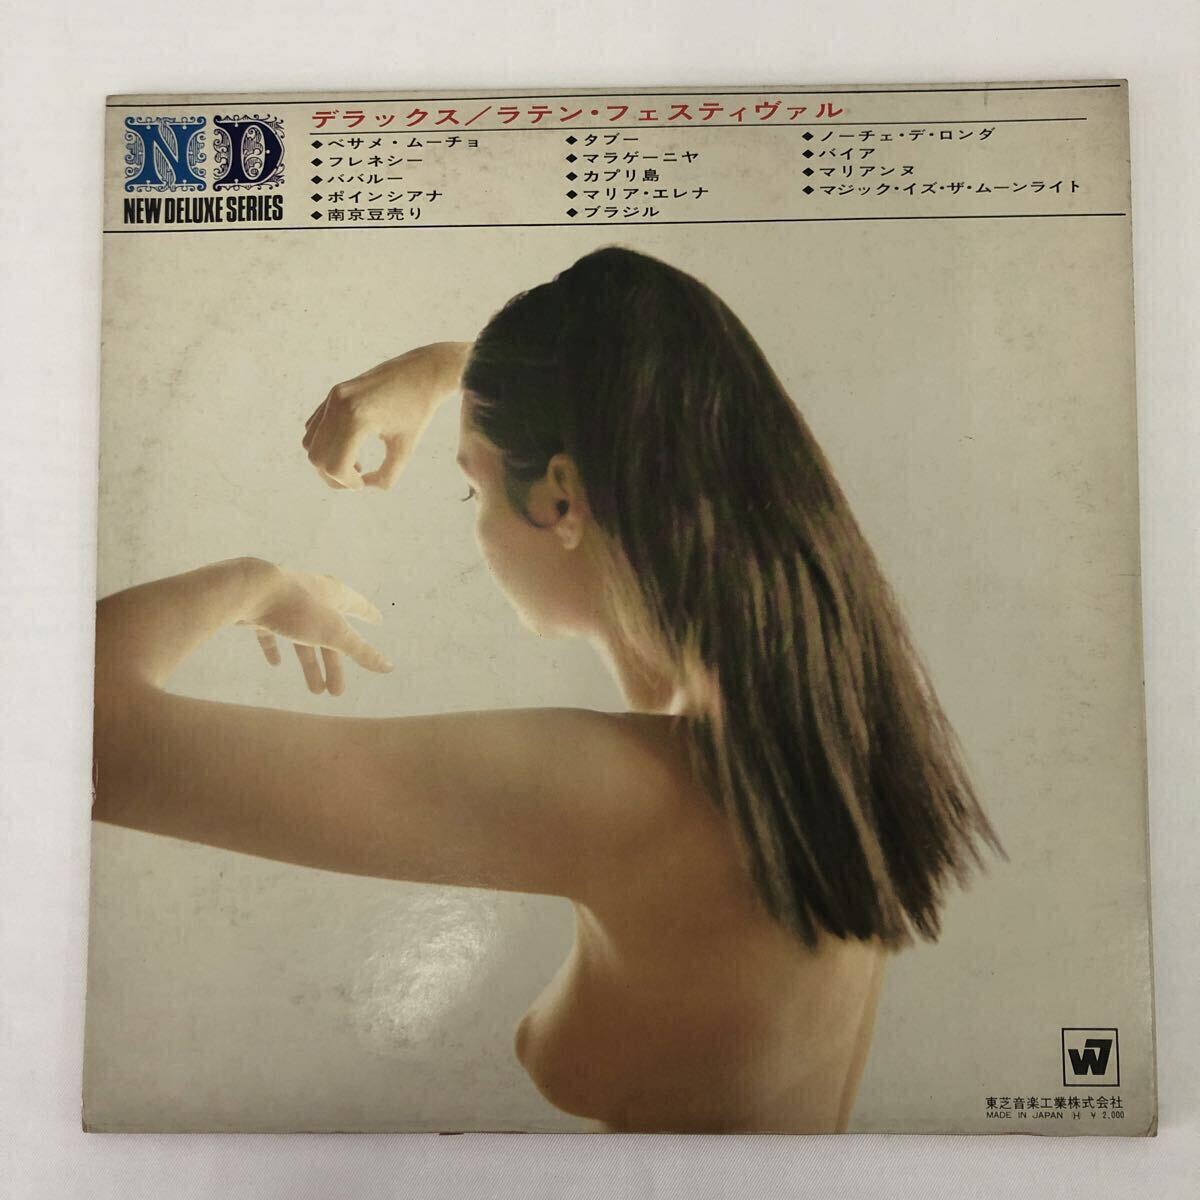 ND
NEW DELUXE SERIES
デラックス/ラテン・フェスティヴァル
◆ベサメ・ムーチョ
◆フレネシー
◆ババルー
◆ポインシアナ
◆南京豆売り
◆タブー
◆マラゲーニヤ
◆カプリ島
◆マリア・エレナ
◆ブラジル
◆ノーチェ・デ・ロンダ
◆バイア
◆マリアンヌ
◆マジック・イズ・ザ・ムーンライト
W7
東芝音楽工業株式会社
MADE IN JAPAN H ¥2,000